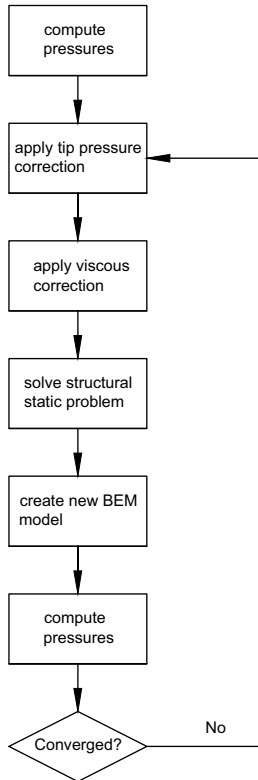 compute
pressures
apply tip pressure
correction
apply viscous
correction
solve structural
static problem
create new BEM
model
compute
pressures
No
Converged?